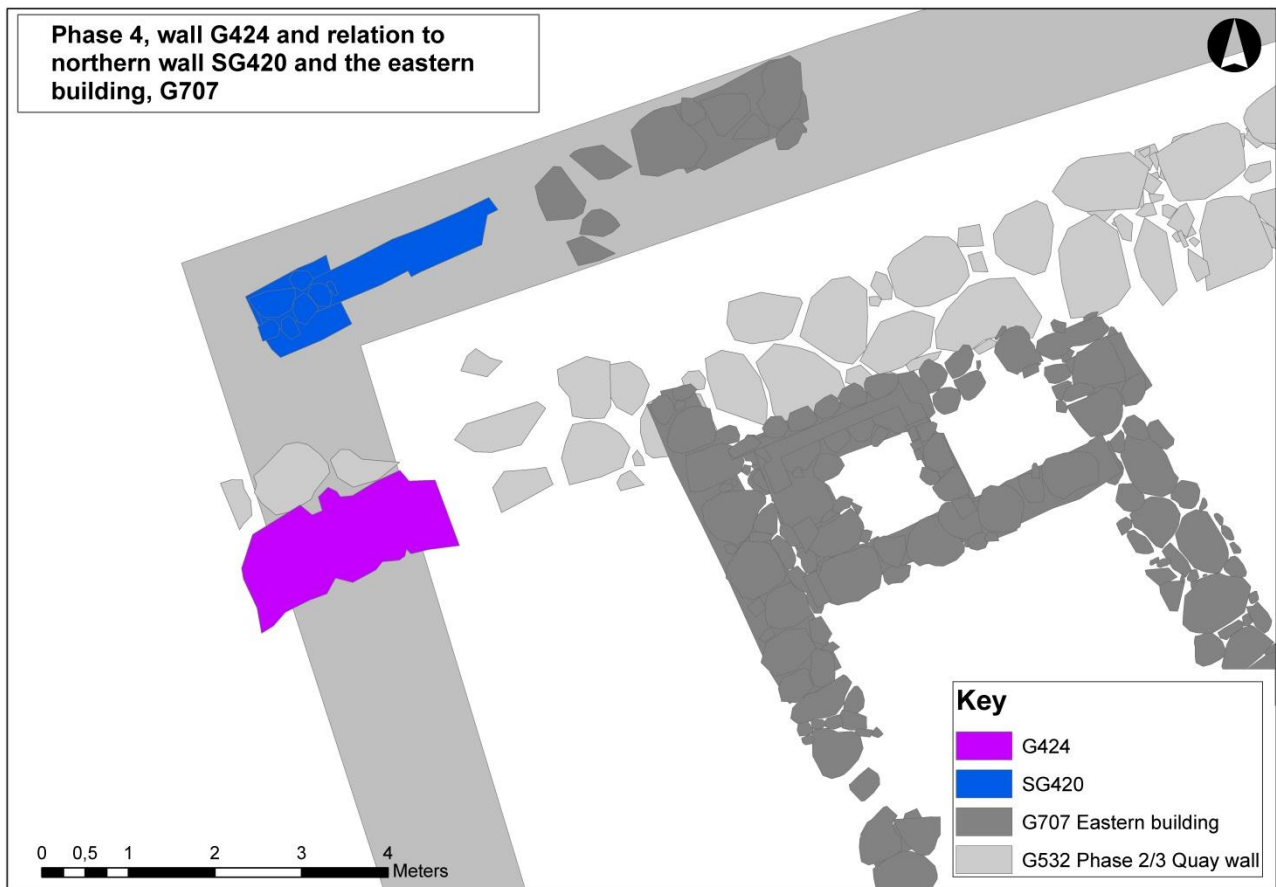 Phase 4, wall G424 and relation to
northern wall SG420 and the eastern
building, G707
Key
G424
SG420
G707 Eastern building
G532 Phase 2/3 Quay wall
0 0,5 1 2 3 4
Meters